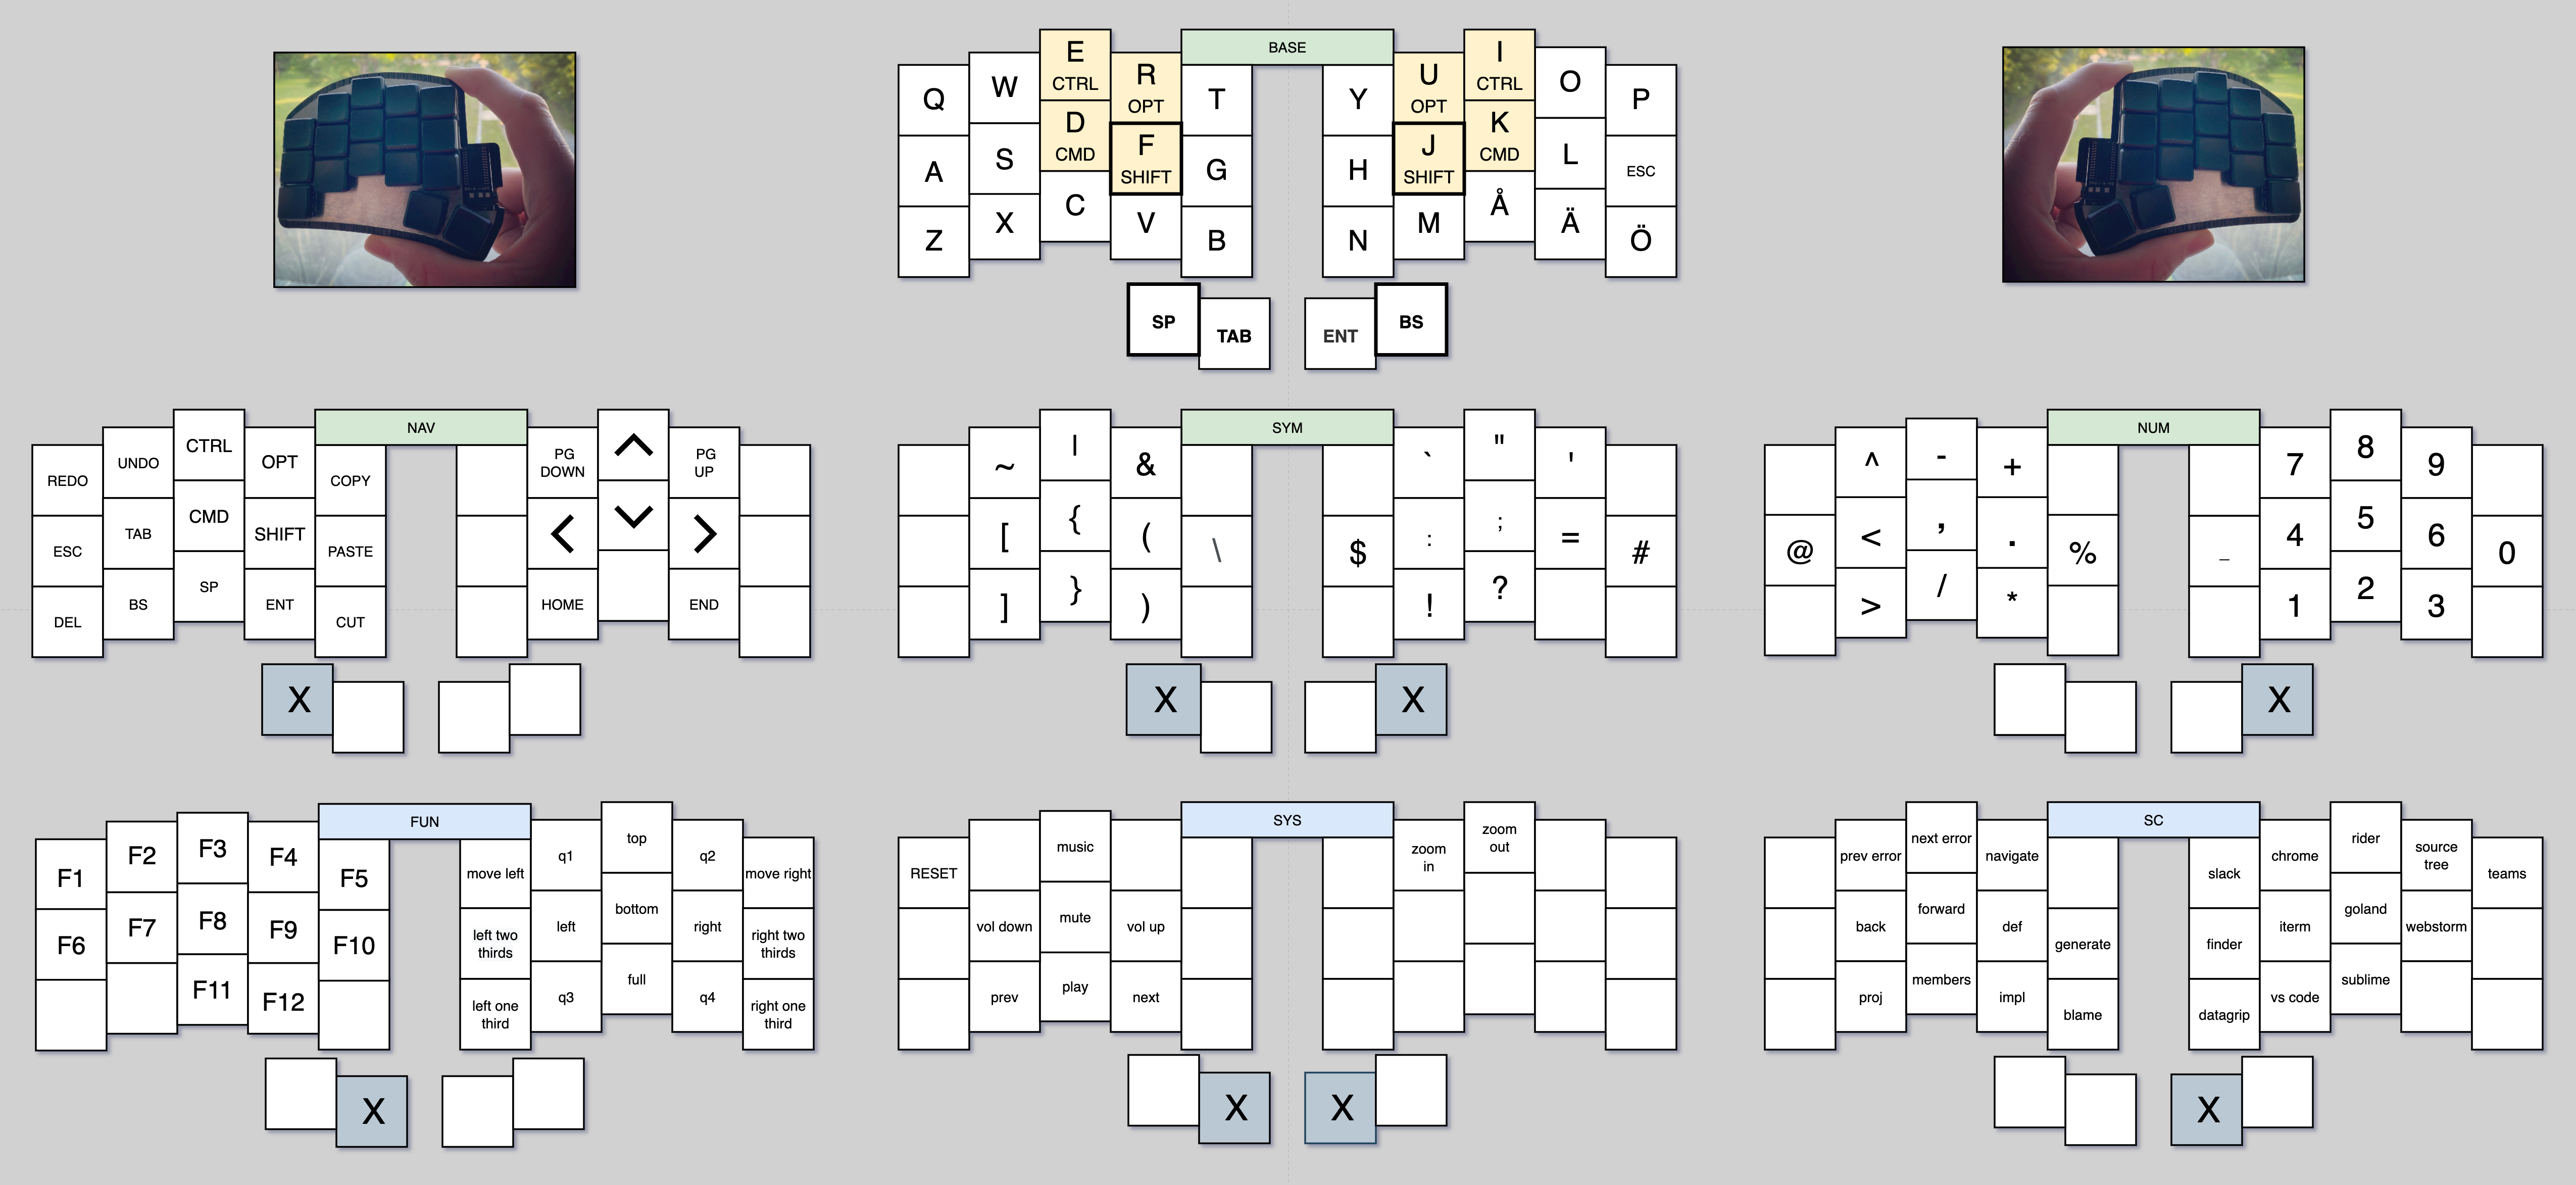 BASE
Q
W
E
CTRL
R
OPT
T
Y
U
OPT
I
CTRL
O
P
A
S
D
CMD
F
SHIFT
G
H
J
SHIFT
K
CMD
L
ESC
Z
X
C
V
B
N
M
Å
Ä
Ö
SP
TAB
ENT
BS
NAV
REDO
UNDO
CTRL
OPT
COPY
PG
DOWN
PG
UP
ESC
TAB
CMD
SHIFT
PASTE
DEL
BS
SP
ENT
CUT
HOME
END
X
SYM
~
|
&
`
"
'
[
{
(
\
$
:
;
=
#
]
}
)
!
?
X
X
NUM
^
-
+
7
8
9
@
<
,
.
%
_
4
5
6
0
>
/
*
1
2
3
X
FUN
F1
F2
F3
F4
F5
move left
q1
top
q2
move right
F6
F7
F8
F9
F10
left two
thirds
left
bottom
right
right two
thirds
F11
F12
left one
third
q3
full
q4
right one
third
X
SYS
RESET
music
zoom
in
zoom
out
vol down
mute
vol up
prev
play
next
X
X
SC
prev error
next error
navigate
slack
chrome
rider
source
tree
teams
back
forward
def
generate
finder
iterm
goland
webstorm
proj
members
impl
blame
datagrip
vs code
sublime
X